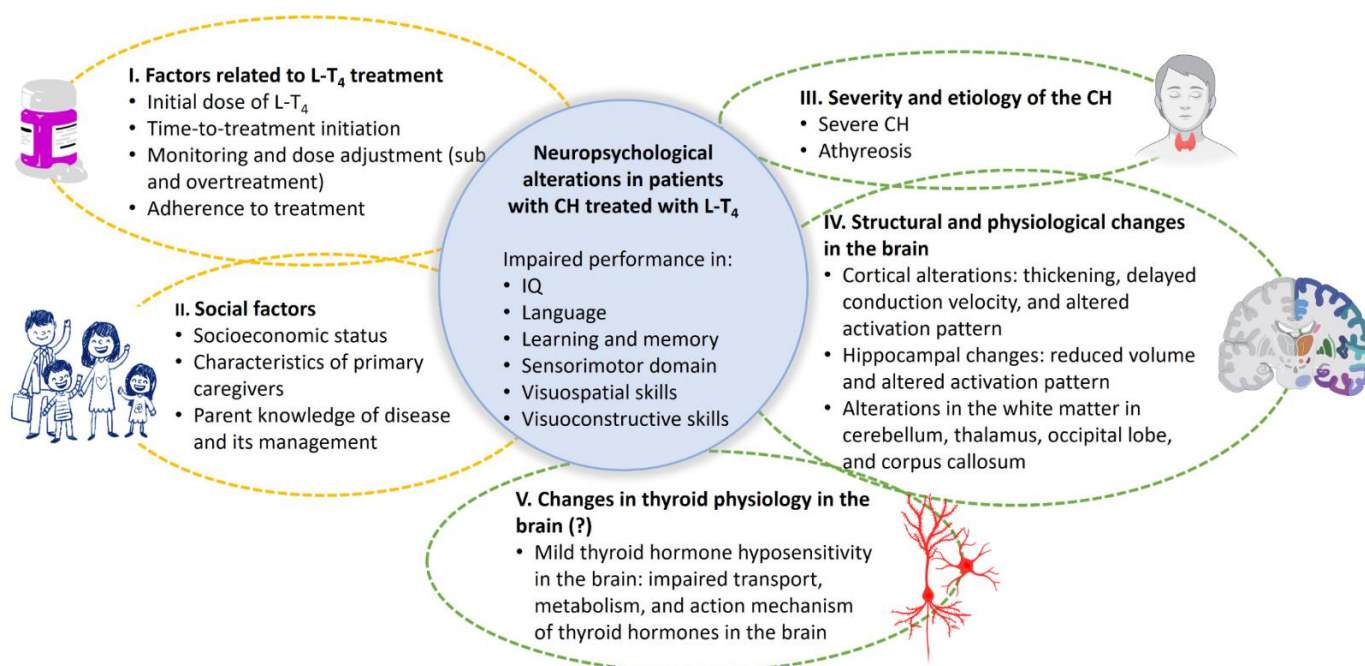 I. Factors related to L-T₄ treatment
• Initial dose of L-T₄
• Time-to-treatment initiation
• Monitoring and dose adjustment (sub
and overtreatment)
• Adherence to treatment
II. Social factors
• Socioeconomic status
• Characteristics of primary
caregivers
• Parent knowledge of disease
and its management
Neuropsychological
alterations in patients
with CH treated with L-T₄
Impaired performance in:
• IQ
• Language
• Learning and memory
• Sensorimotor domain
• Visuospatial skills
• Visuoconstructive skills
III. Severity and etiology of the CH
• Severe CH
• Athyreosis
IV. Structural and physiological changes
in the brain
• Cortical alterations: thickening, delayed
conduction velocity, and altered
activation pattern
• Hippocampal changes: reduced volume
and altered activation pattern
• Alterations in the white matter in
cerebellum, thalamus, occipital lobe,
and corpus callosum
V. Changes in thyroid physiology in the
brain (?)
• Mild thyroid hormone hyposensitivity
in the brain: impaired transport,
metabolism, and action mechanism
of thyroid hormones in the brain